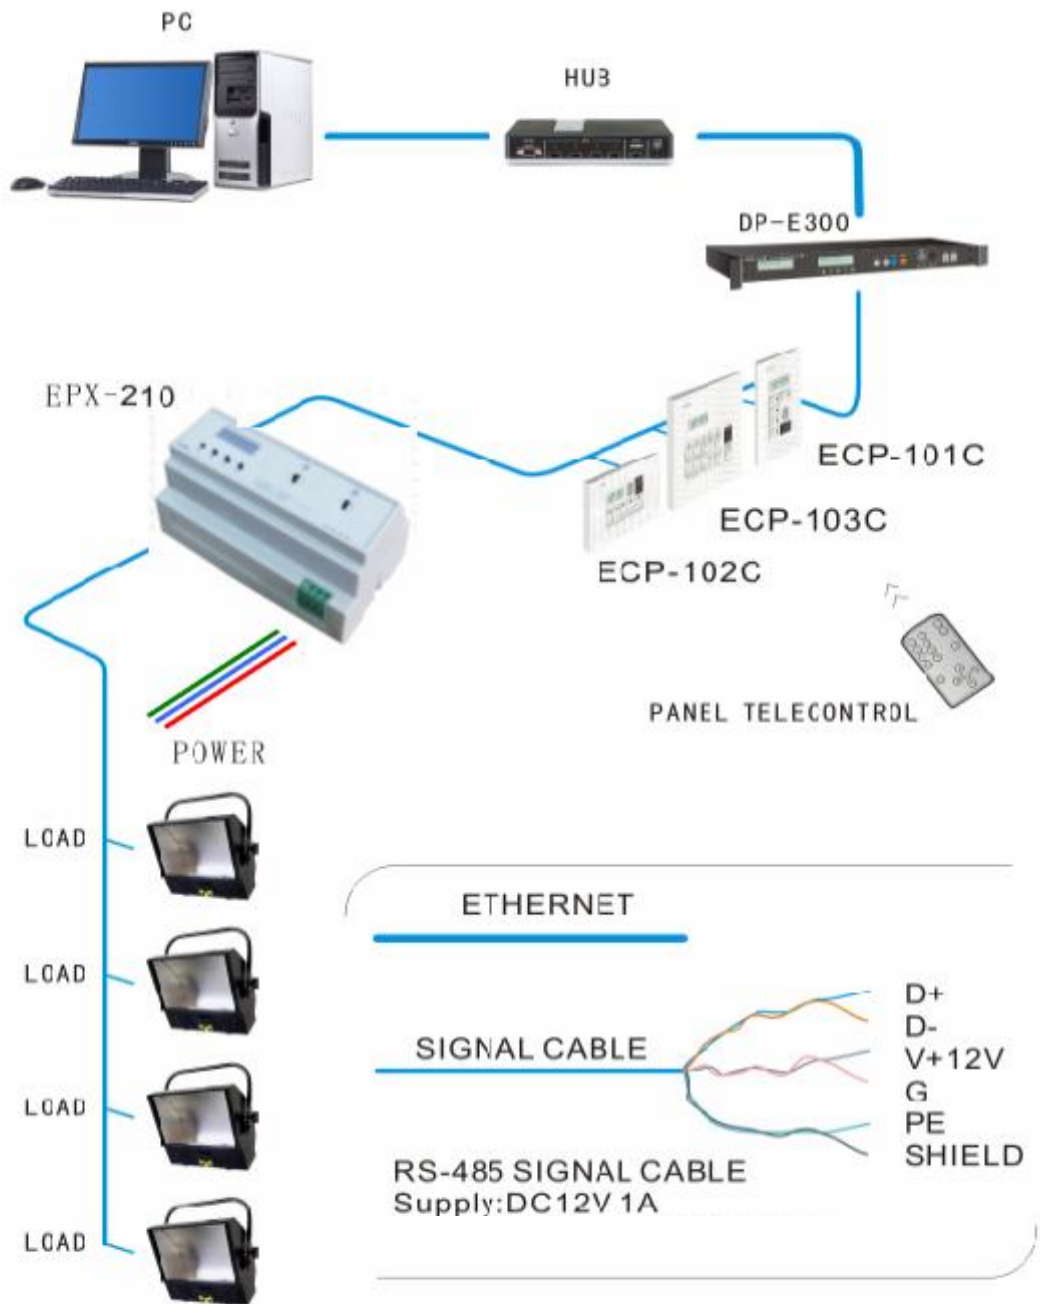 PC
HUB
DP-E300
EPX-210
ECP-101C
ECP-103C
ECP-102C
PANEL TELECONTROL
POWER
LOAD
LOAD
LOAD
LOAD
ETHERNET
SIGNAL CABLE
D+
D-
V+12V
G
PE
SHIELD
RS-485 SIGNAL CABLE
Supply:DC12V 1A